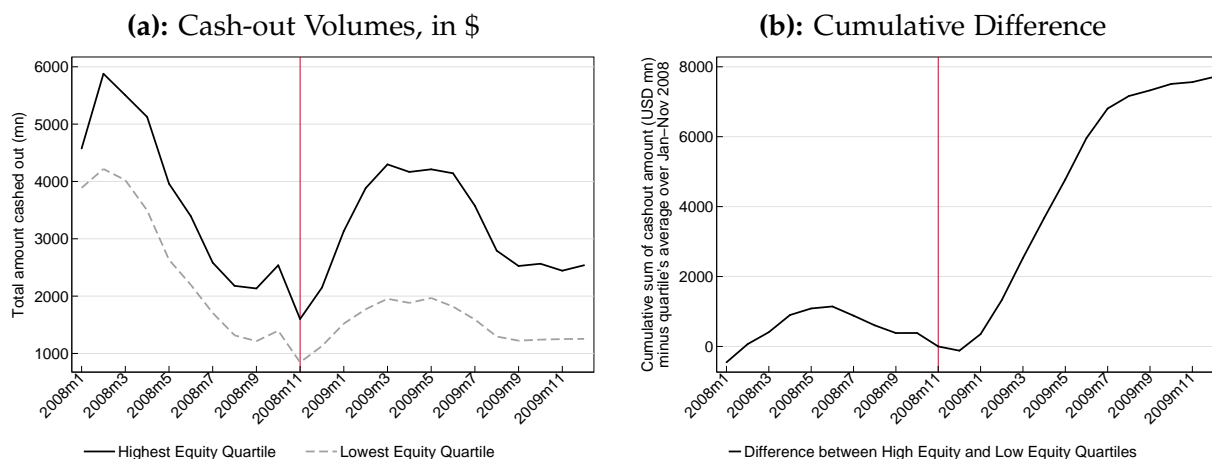 (a): Cash-out Volumes, in $
Total amount cashed out (mn)
6000
5000
4000
3000
2000
1000
2008m1
2008m3
2008m5
2008m7
2008m9
2008m11
2009m1
2009m3
2009m5
2009m7
2009m9
2009m11
Highest Equity Quartile
Lowest Equity Quartile
(b): Cumulative Difference
Cumulative sum of cashout amount (USD mn)
minus quartile's average over Jan–Nov 2008
8000
6000
4000
2000
0
2008m1
2008m3
2008m5
2008m7
2008m9
2008m11
2009m1
2009m3
2009m5
2009m7
2009m9
2009m11
Difference between High Equity and Low Equity Quartiles